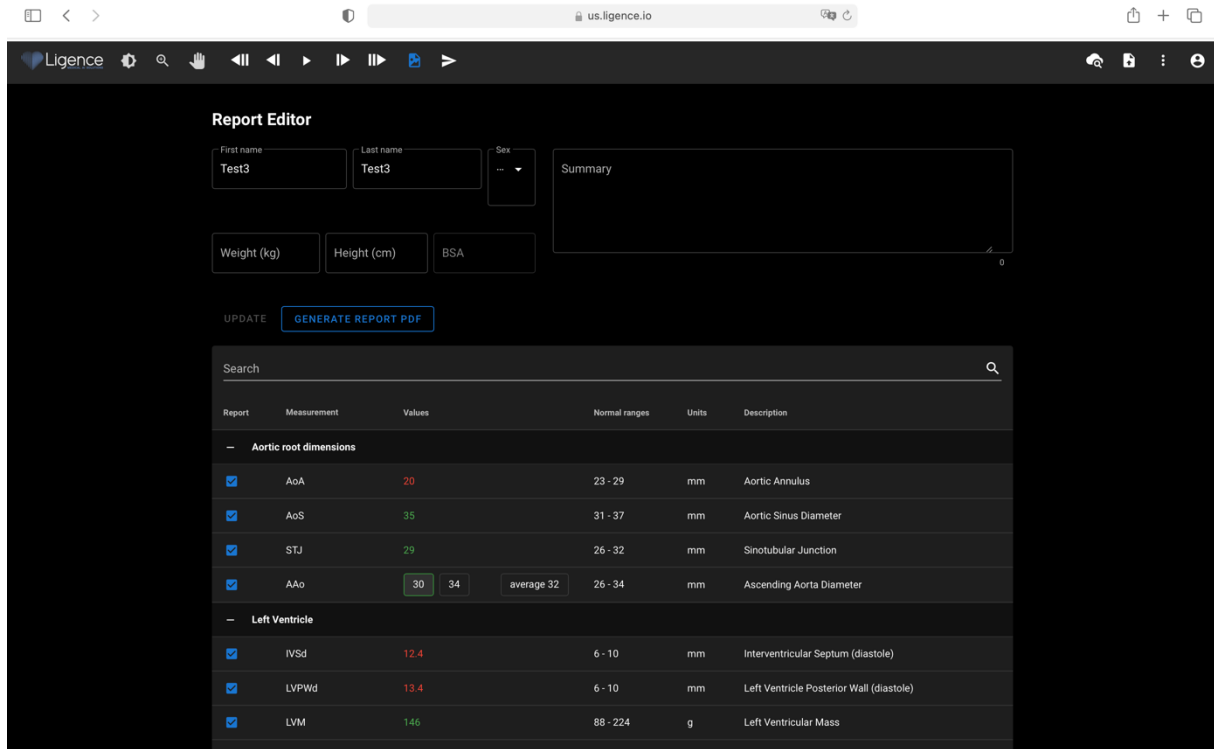 us.ligence.io
Ligence
Report Editor
First name
Test3
Last name
Test3
Sex
...
Summary
Weight (kg)
Height (cm)
BSA
0
UPDATE
GENERATE REPORT PDF
Search
Report Measurement Values Normal ranges Units Description
– Aortic root dimensions
AoA 20 23 - 29 mm Aortic Annulus
AoS 35 31 - 37 mm Aortic Sinus Diameter
STJ 29 26 - 32 mm Sinotubular Junction
AAo 30 34 average 32 26 - 34 mm Ascending Aorta Diameter
– Left Ventricle
IVSd 12.4 6 - 10 mm Interventricular Septum (diastole)
LVPWd 13.4 6 - 10 mm Left Ventricle Posterior Wall (diastole)
LVM 146 88 - 224 g Left Ventricular Mass